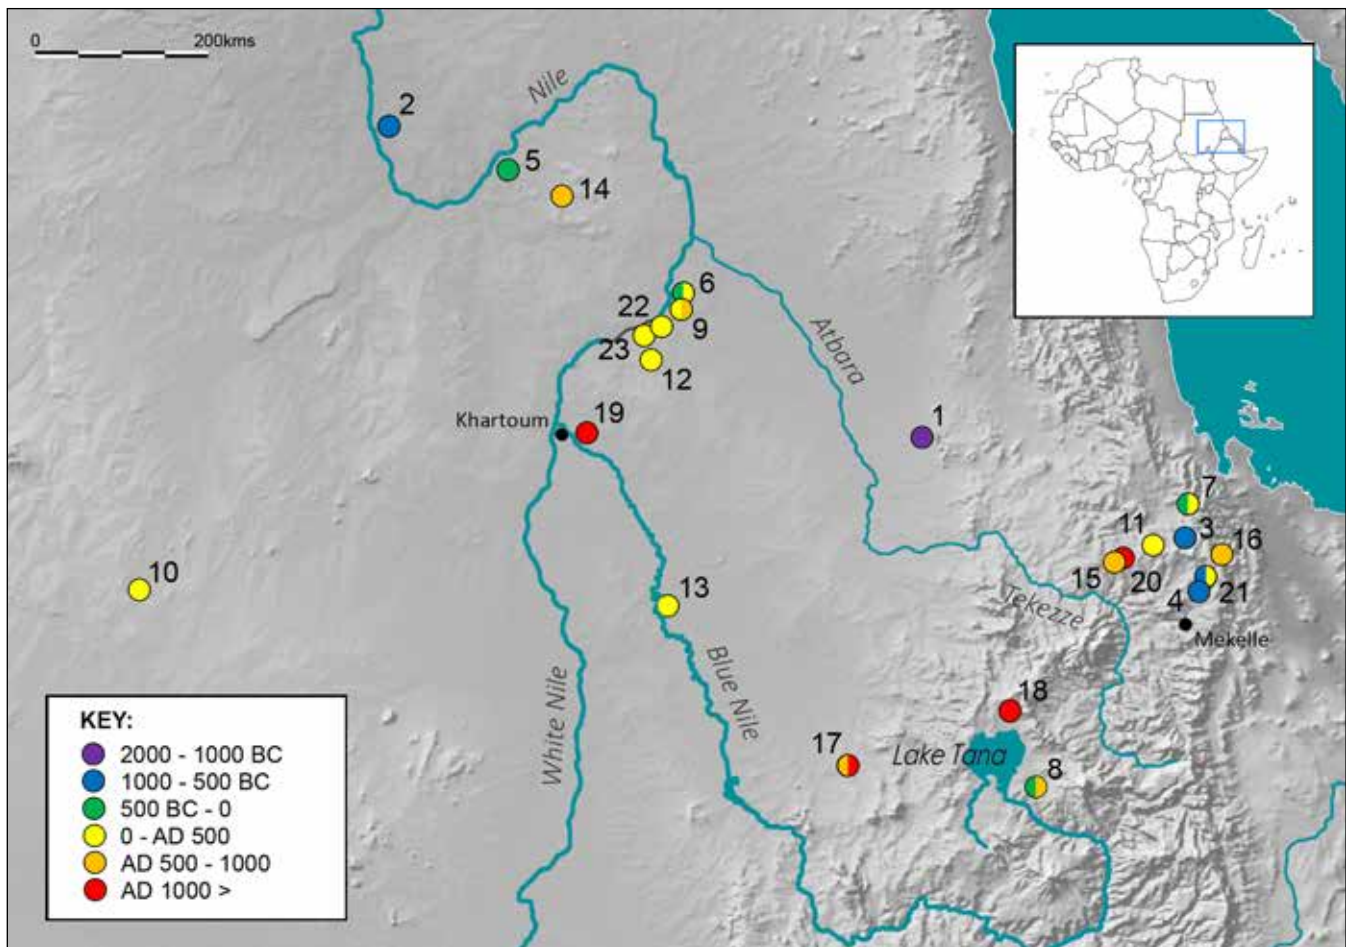 0 200kms
2
Nile
5
14
6
22
9
23
12
Atbara
Khartoum
19
1
7
11
3
16
15
20
4
21
10
13
Tekezze
Mekelle
White Nile
Blue Nile
18
17
Lake Tana
8
KEY:
2000 - 1000 BC
1000 - 500 BC
500 BC - 0
0 - AD 500
AD 500 - 1000
AD 1000 >